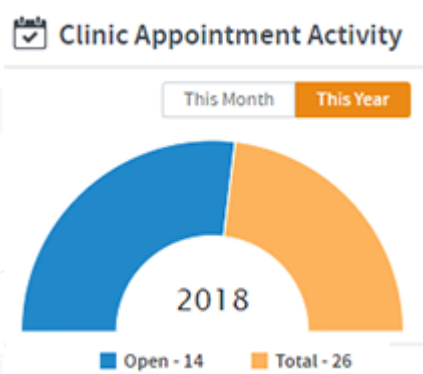 Clinic Appointment Activity
This Month This Year
2018
Open - 14 Total - 26